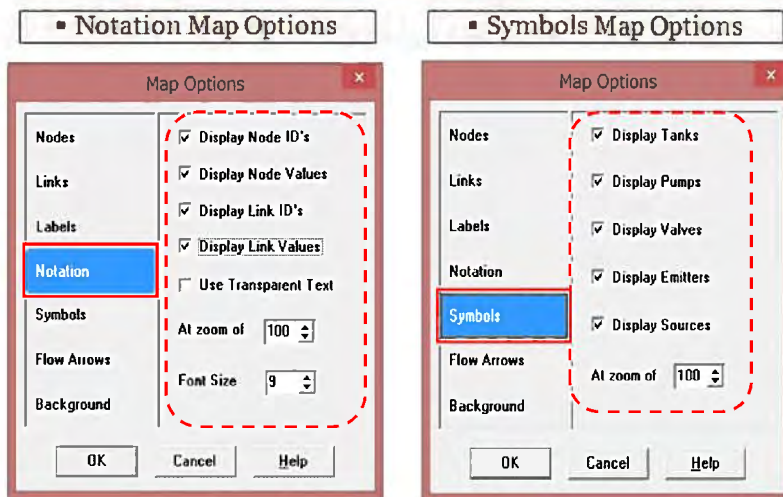 ▪ Notation Map Options
Map Options
×
Nodes
Links
Labels
Notation
Symbols
Flow Arrows
Background
Display Node ID's
Display Node Values
Display Link ID's
Display Link Values
Use Transparent Text
At zoom of 100
Font Size 9
OK Cancel Help
▪ Symbols Map Options
Map Options
×
Nodes
Links
Labels
Notation
Symbols
Flow Arrows
Background
Display Tanks
Display Pumps
Display Valves
Display Emitters
Display Sources
At zoom of 100
OK Cancel Help